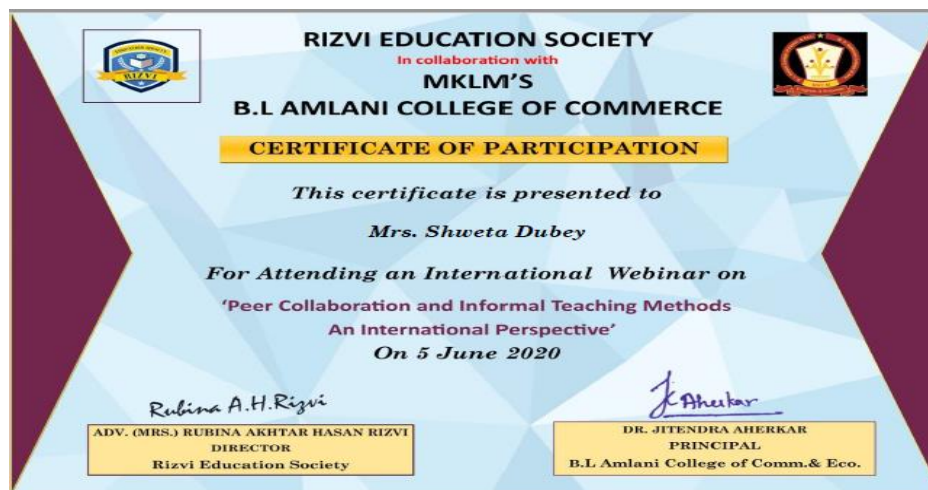 RIZVI EDUCATION SOCIETY
In collaboration with
MKLM'S
B.L AMLANI COLLEGE OF COMMERCE
RIZVI
CERTIFICATE OF PARTICIPATION
This certificate is presented to
Mrs. Shweta Dubey
For Attending an International Webinar on
'Peer Collaboration and Informal Teaching Methods
An International Perspective'
On 5 June 2020
Rubina A.H.Rizvi
ADV. (MRS.) RUBINA AKHTAR HASAN RIZVI
DIRECTOR
Rizvi Education Society
JK Aherkar
DR. JITENDRA AHERKAR
PRINCIPAL
B.L Amlani College of Comm.& Eco.